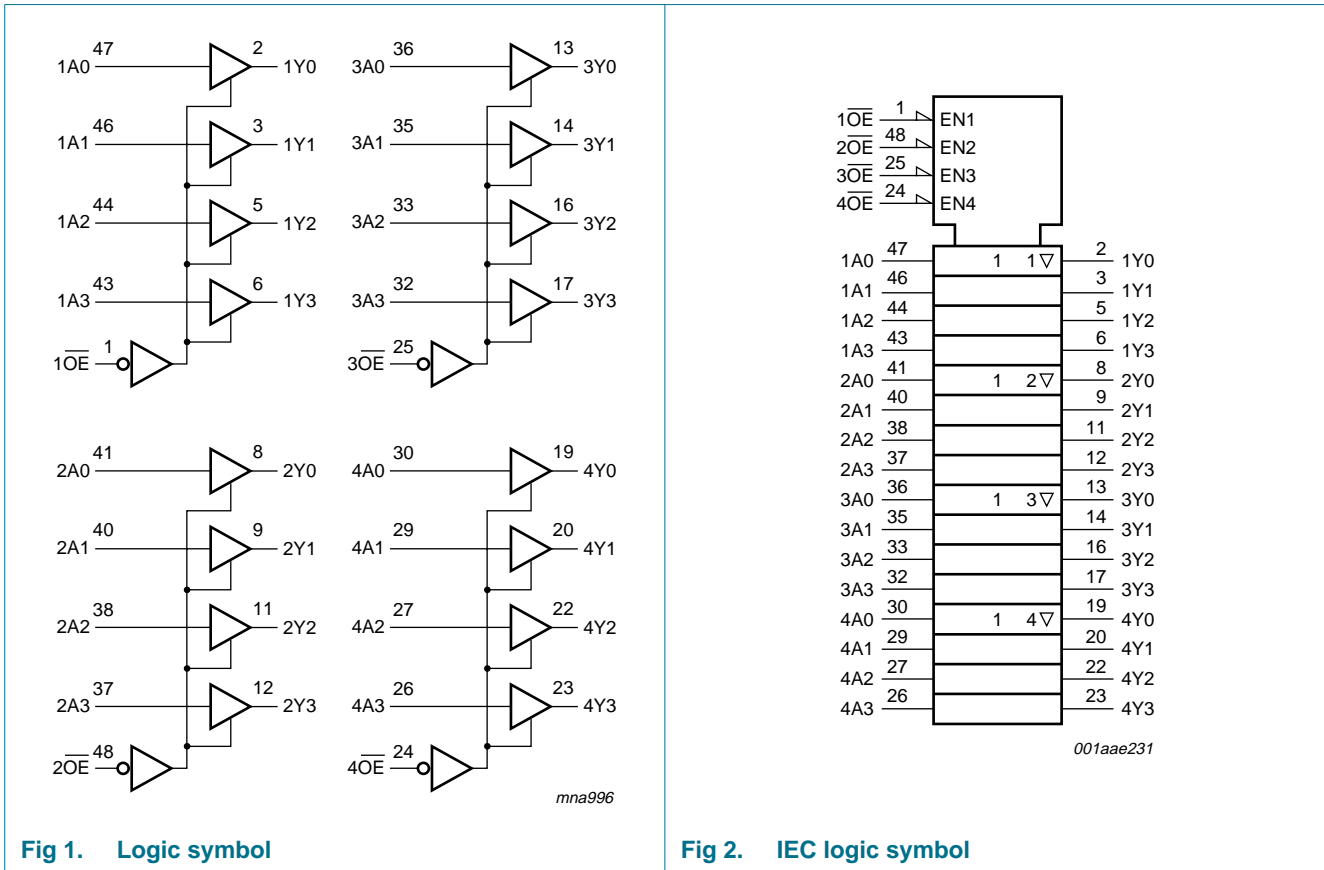 47 2 36 13
1A0 1Y0 3A0 3Y0
46 3 35 14
1A1 1Y1 3A1 3Y1
44 5 33 16
1A2 1Y2 3A2 3Y2
43 6 32 17
1A3 1Y3 3A3 3Y3
1 25
1O̅E̅ 3O̅E̅
41 8 30 19
2A0 2Y0 4A0 4Y0
40 9 29 20
2A1 2Y1 4A1 4Y1
38 11 27 22
2A2 2Y2 4A2 4Y2
37 12 26 23
2A3 2Y3 4A3 4Y3
48 24
2O̅E̅ 4O̅E̅
mna996
Fig 1. Logic symbol
1O̅E̅ 1 EN1
2O̅E̅ 48 EN2
3O̅E̅ 25 EN3
4O̅E̅ 24 EN4
1A0 47 1 1▽ 2 1Y0
1A1 46 3 1Y1
1A2 44 5 1Y2
1A3 43 6 1Y3
2A0 41 1 2▽ 8 2Y0
2A1 40 9 2Y1
2A2 38 11 2Y2
2A3 37 12 2Y3
3A0 36 1 3▽ 13 3Y0
3A1 35 14 3Y1
3A2 33 16 3Y2
3A3 32 17 3Y3
4A0 30 1 4▽ 19 4Y0
4A1 29 20 4Y1
4A2 27 22 4Y2
4A3 26 23 4Y3
001aae231
Fig 2. IEC logic symbol